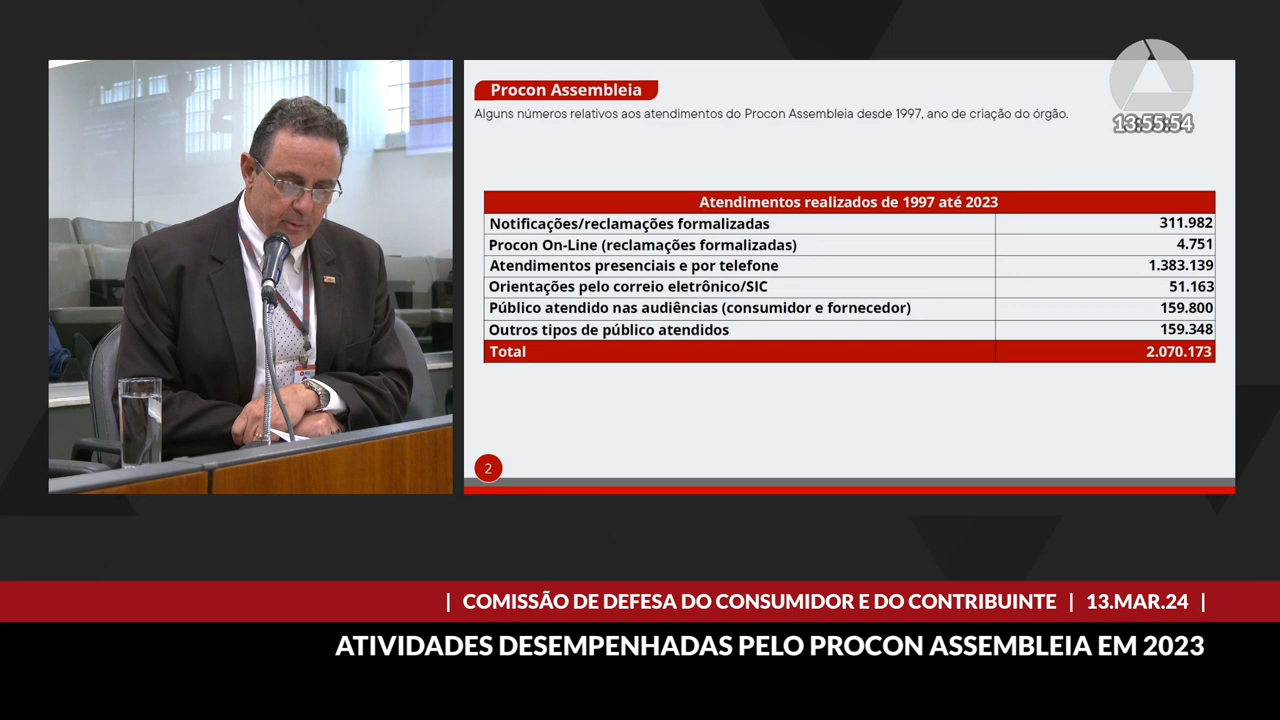 Procon Assembleia
Alguns números relativos aos atendimentos do Procon Assembleia desde 1997, ano de criação do órgão.
13:55:54
Atendimentos realizados de 1997 até 2023
Notificações/reclamações formalizadas 311.982
Procon On-Line (reclamações formalizadas) 4.751
Atendimentos presenciais e por telefone 1.383.139
Orientações pelo correio eletrônico/SIC 51.163
Público atendido nas audiências (consumidor e fornecedor) 159.800
Outros tipos de público atendidos 159.348
Total 2.070.173
2
| COMISSÃO DE DEFESA DO CONSUMIDOR E DO CONTRIBUINTE | 13.MAR.24 |
ATIVIDADES DESEMPENHADAS PELO PROCON ASSEMBLEIA EM 2023